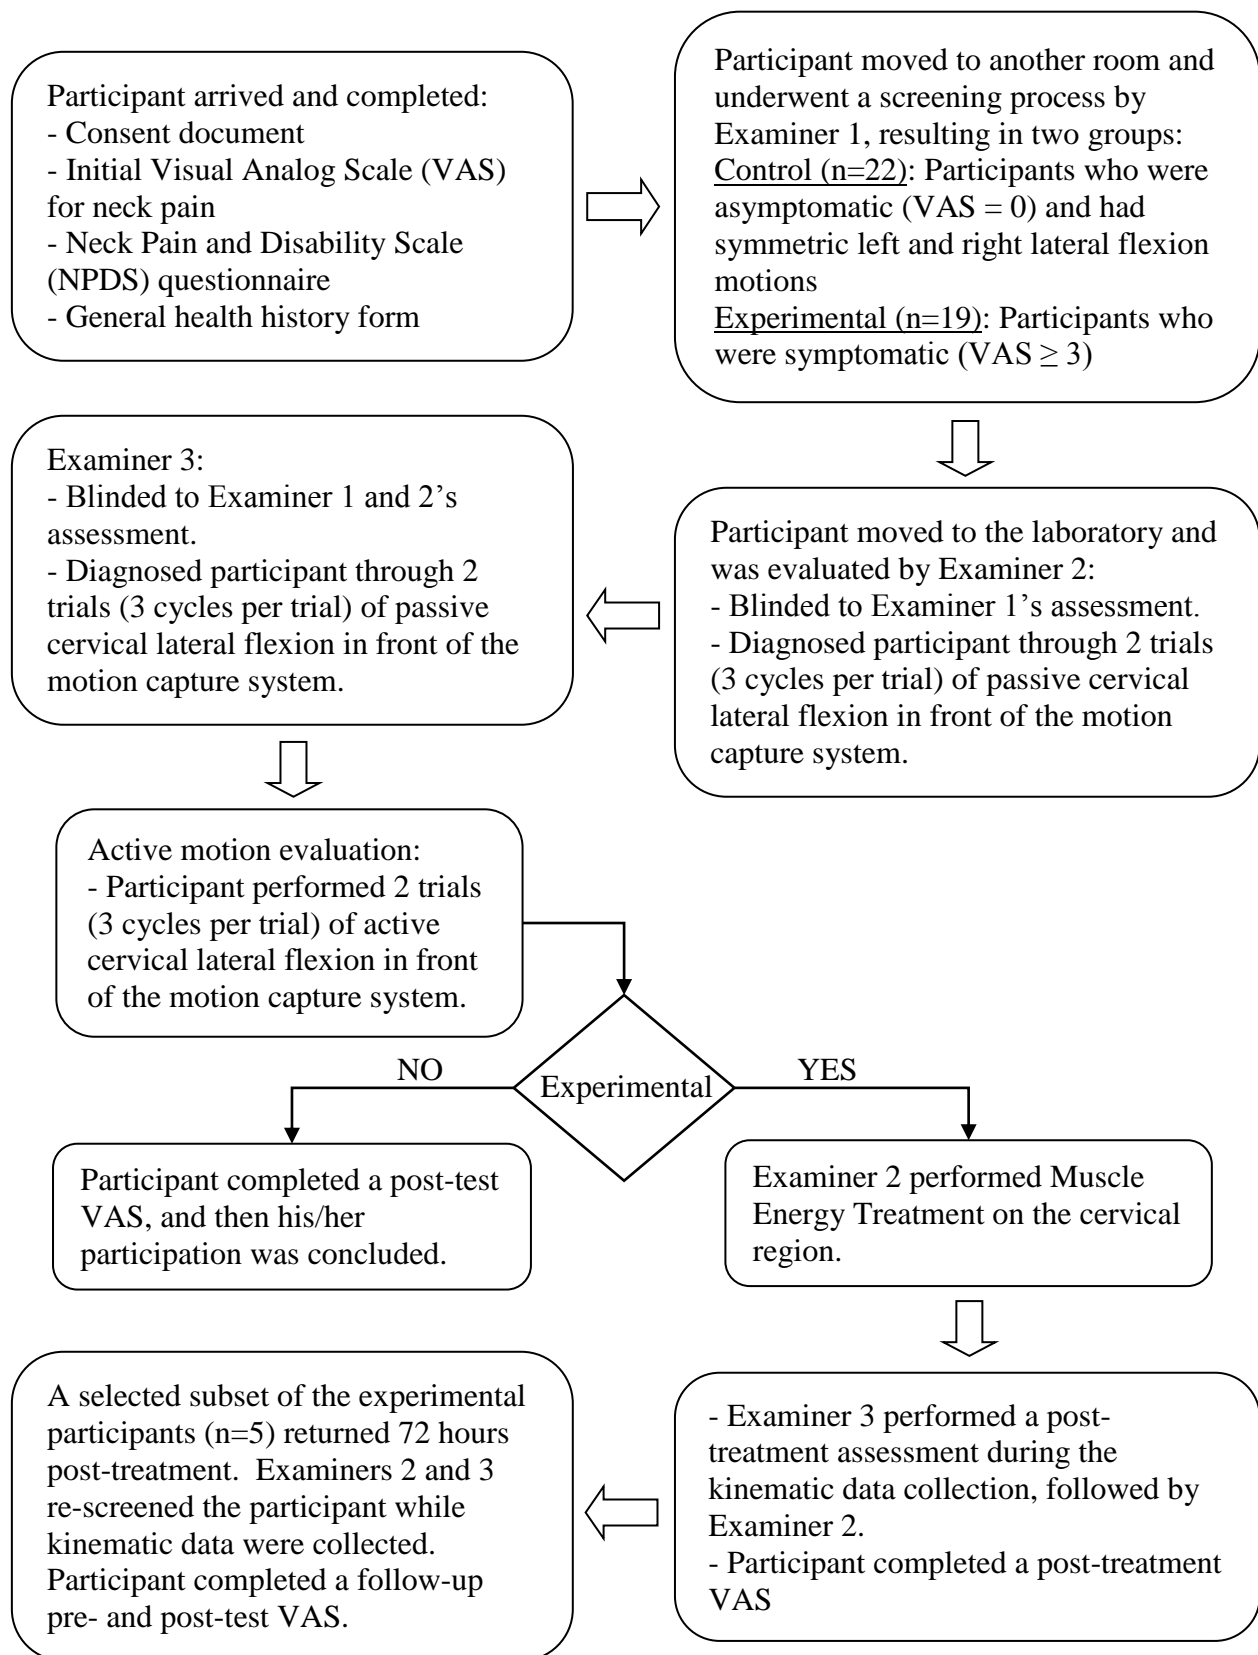 Participant arrived and completed:
- Consent document
- Initial Visual Analog Scale (VAS)
for neck pain
- Neck Pain and Disability Scale
(NPDS) questionnaire
- General health history form
Participant moved to another room and
underwent a screening process by
Examiner 1, resulting in two groups:
Control (n=22): Participants who were
asymptomatic (VAS = 0) and had
symmetric left and right lateral flexion
motions
Experimental (n=19): Participants who
were symptomatic (VAS ≥ 3)
Participant moved to the laboratory and
was evaluated by Examiner 2:
- Blinded to Examiner 1’s assessment.
- Diagnosed participant through 2 trials
(3 cycles per trial) of passive cervical
lateral flexion in front of the motion
capture system.
Examiner 3:
- Blinded to Examiner 1 and 2’s
assessment.
- Diagnosed participant through 2
trials (3 cycles per trial) of passive
cervical lateral flexion in front of the
motion capture system.
Active motion evaluation:
- Participant performed 2 trials
(3 cycles per trial) of active
cervical lateral flexion in front
of the motion capture system.
Experimental
NO
YES
Participant completed a post-test
VAS, and then his/her
participation was concluded.
Examiner 2 performed Muscle
Energy Treatment on the cervical
region.
- Examiner 3 performed a post-
treatment assessment during the
kinematic data collection, followed by
Examiner 2.
- Participant completed a post-treatment
VAS
A selected subset of the experimental
participants (n=5) returned 72 hours
post-treatment.  Examiners 2 and 3
re-screened the participant while
kinematic data were collected.
Participant completed a follow-up
pre- and post-test VAS.